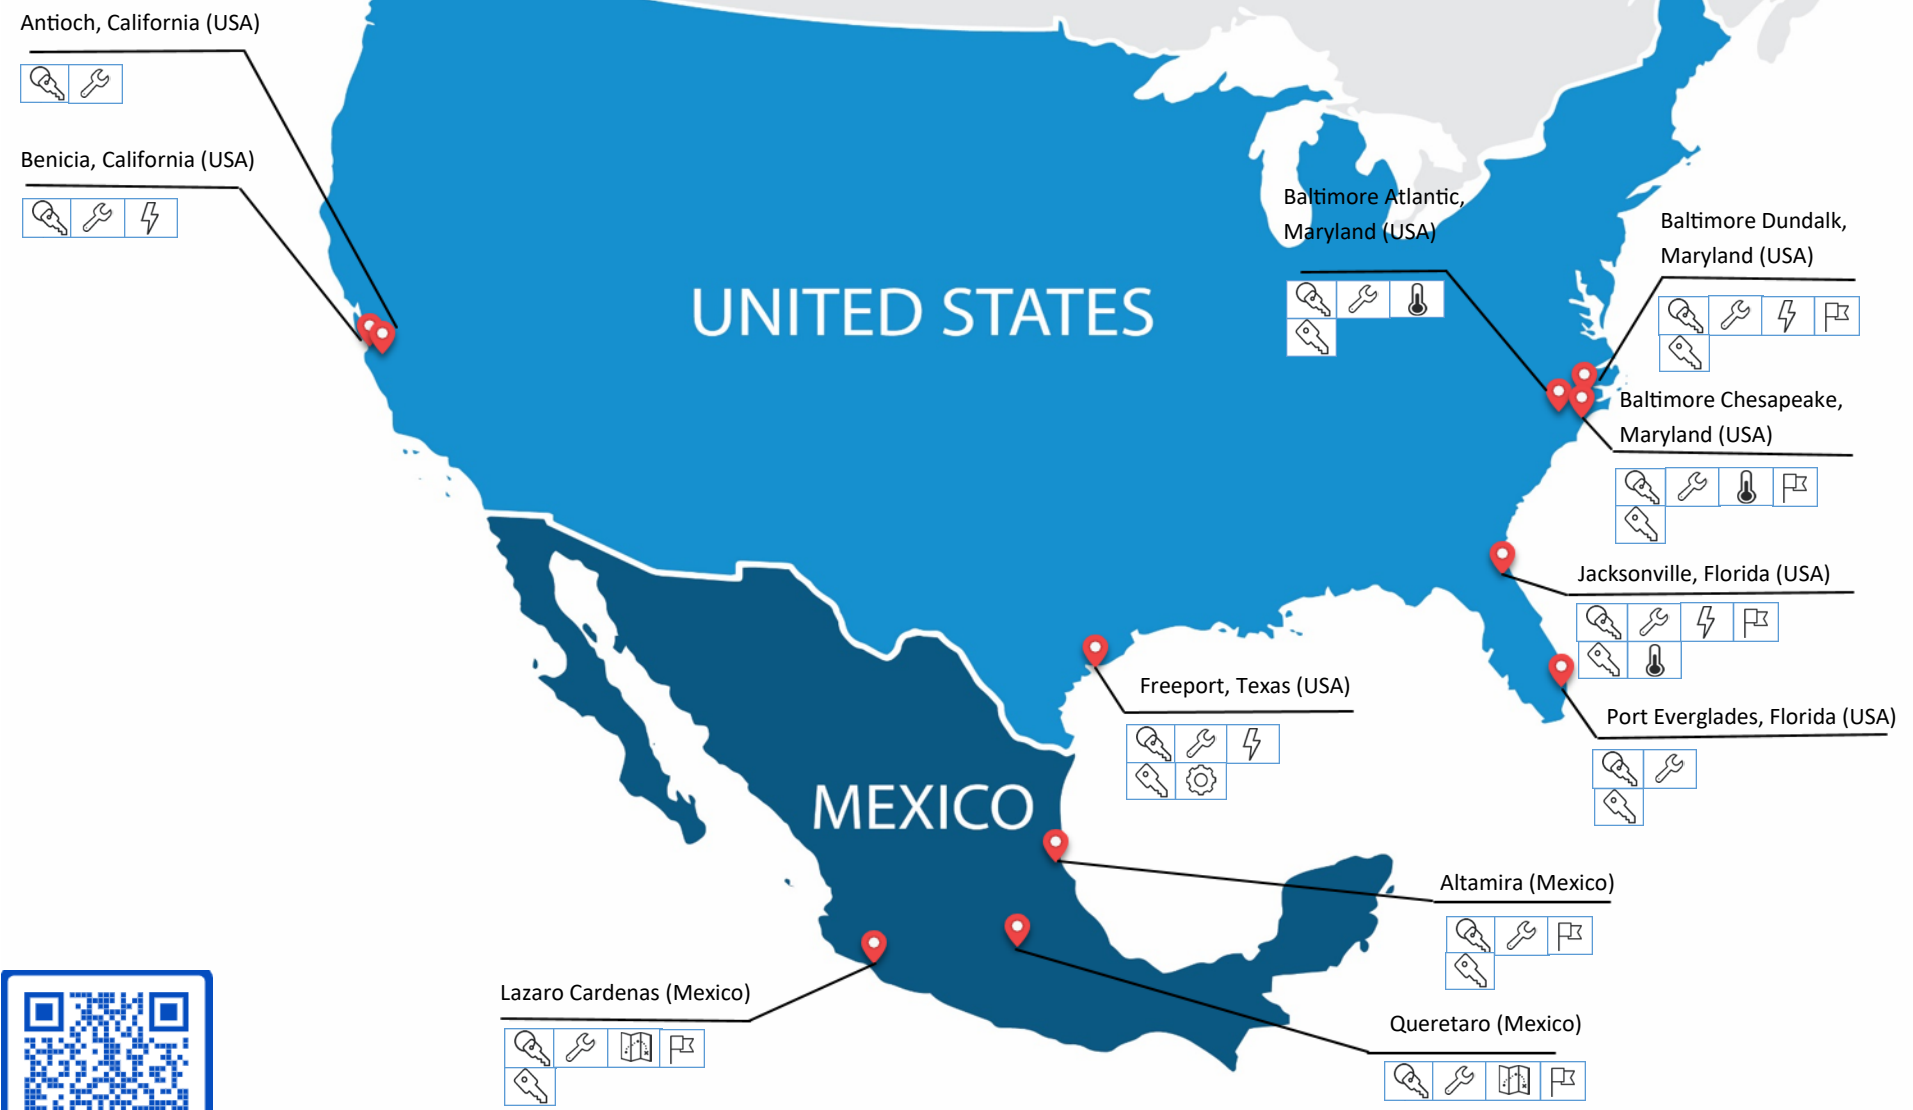 Antioch, California (USA)
Benicia, California (USA)
UNITED STATES
Baltimore Atlantic,
Maryland (USA)
Baltimore Dundalk,
Maryland (USA)
Baltimore Chesapeake,
Maryland (USA)
Jacksonville, Florida (USA)
Freeport, Texas (USA)
Port Everglades, Florida (USA)
MEXICO
Altamira (Mexico)
Lazaro Cardenas (Mexico)
Queretaro (Mexico)